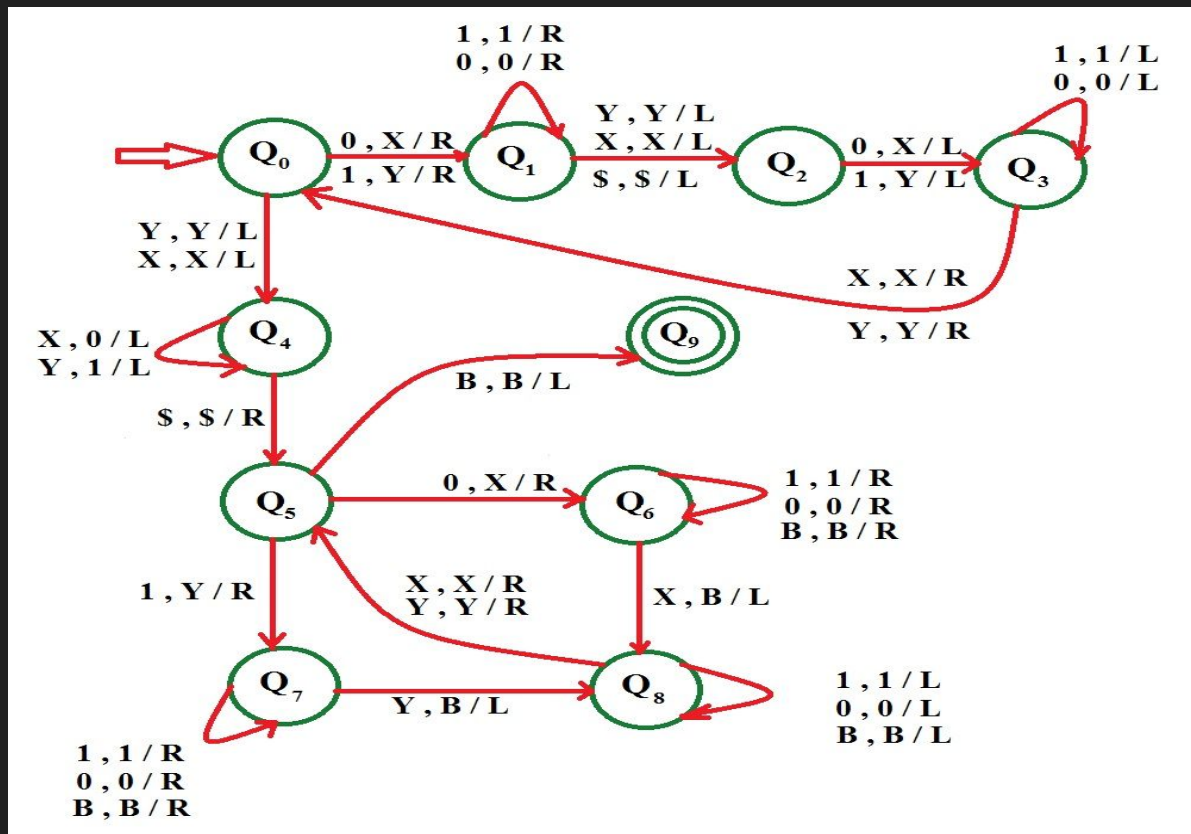 1 , 1 / R
0 , 0 / R
1 , 1 / L
0 , 0 / L
Q0
0 , X / R
1 , Y / R
Q1
Y , Y / L
X , X / L
$ , $ / L
Q2
0 , X / L
1 , Y / L
Q3
Y , Y / L
X , X / L
X , X / R
Y , Y / R
X , 0 / L
Y , 1 / L
Q4
Q9
B , B / L
$ , $ / R
Q5
0 , X / R
Q6
1 , 1 / R
0 , 0 / R
B , B / R
1 , Y / R
X , X / R
Y , Y / R
X , B / L
Q7
Y , B / L
Q8
1 , 1 / L
0 , 0 / L
B , B / L
1 , 1 / R
0 , 0 / R
B , B / R